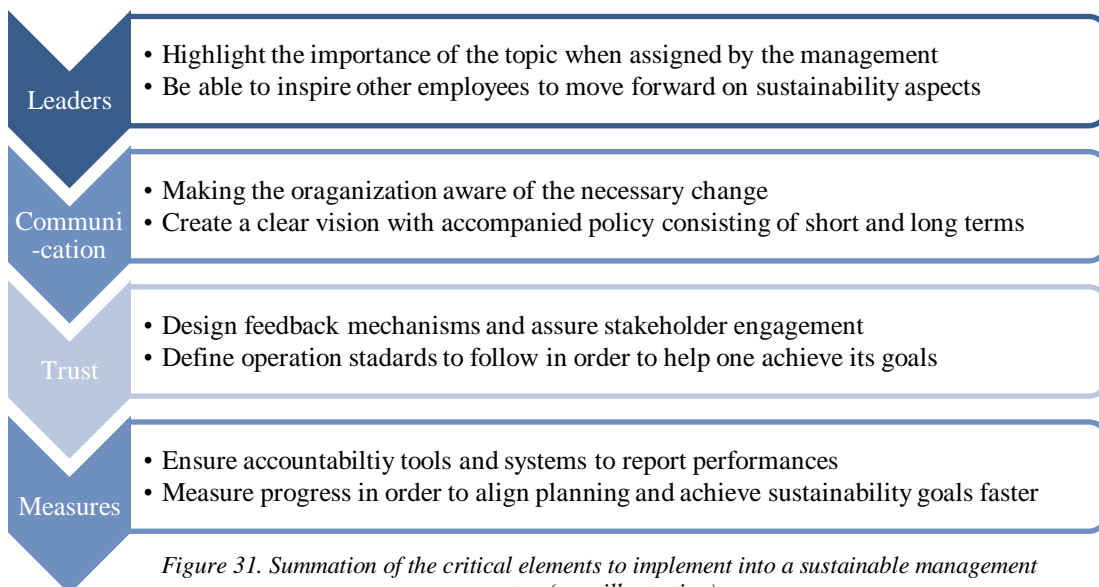 Leaders
• Highlight the importance of the topic when assigned by the management
• Be able to inspire other employees to move forward on sustainability aspects
Communi
-cation
• Making the oraganization aware of the necessary change
• Create a clear vision with accompanied policy consisting of short and long terms
Trust
• Design feedback mechanisms and assure stakeholder engagement
• Define operation stadards to follow in order to help one achieve its goals
Measures
• Ensure accountabiltiy tools and systems to report performances
• Measure progress in order to align planning and achieve sustainability goals faster
Figure 31. Summation of the critical elements to implement into a sustainable management